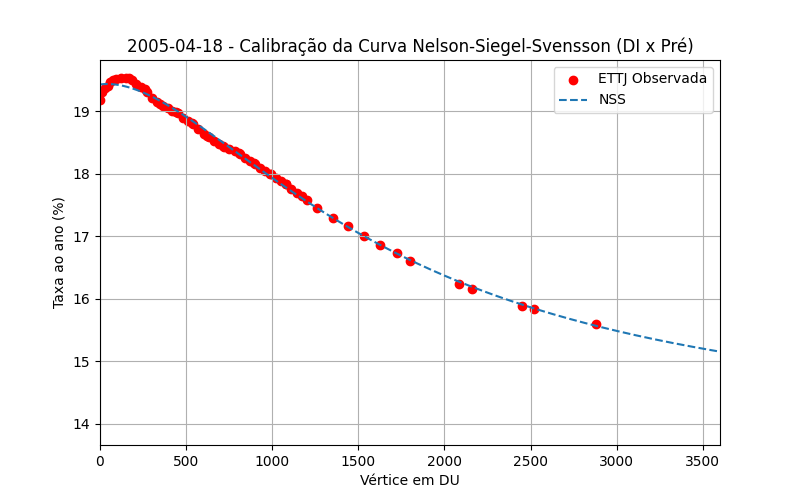 2005-04-18 - Calibração da Curva Nelson-Siegel-Svensson (DI x Pré)
ETTJ Observada
NSS
Taxa ao ano (%)
19
18
17
16
15
14
0 500 1000 1500 2000 2500 3000 3500
Vértice em DU